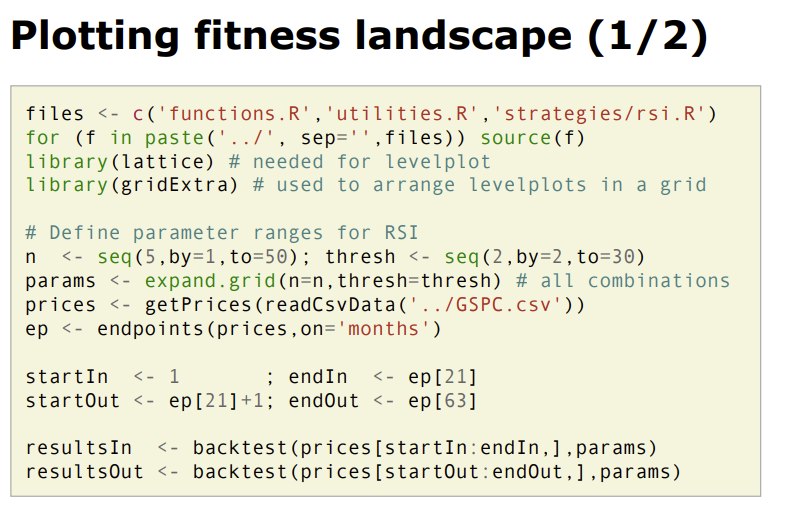 Plotting fitness landscape (1/2)
files <- c('functions.R','utilities.R','strategies/rsi.R')
for (f in paste('../', sep='',files)) source(f)
library(lattice) # needed for levelplot
library(gridExtra) # used to arrange levelplots in a grid
# Define parameter ranges for RSI
n  <- seq(5,by=1,to=50); thresh <- seq(2,by=2,to=30)
params <- expand.grid(n=n,thresh=thresh) # all combinations
prices <- getPrices(readCsvData('../GSPC.csv'))
ep <- endpoints(prices,on='months')
startIn  <- 1       ; endIn  <- ep[21]
startOut <- ep[21]+1; endOut <- ep[63]
resultsIn  <- backtest(prices[startIn:endIn,],params)
resultsOut <- backtest(prices[startOut:endOut,],params)